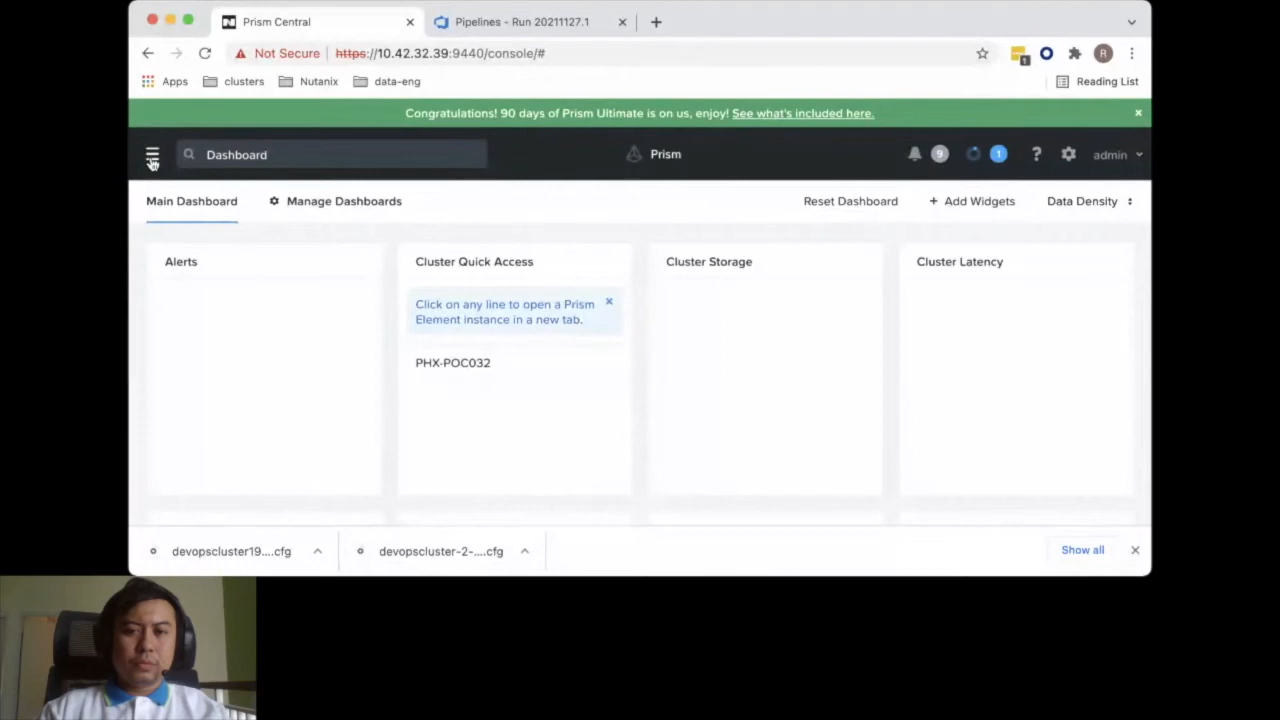 Prism Central
Pipelines - Run 20211127.1
Not Secure https://10.42.32.39:9440/console/#
1
R
Apps clusters Nutanix data-eng Reading List
Congratulations! 90 days of Prism Ultimate is on us, enjoy! See what's included here.
Dashboard Prism 9 1 ? admin
Main Dashboard Manage Dashboards Reset Dashboard + Add Widgets Data Density
Alerts Cluster Quick Access Cluster Storage Cluster Latency
Click on any line to open a Prism
Element instance in a new tab.
PHX-POC032
devopscluster19....cfg devopscluster-2-....cfg Show all